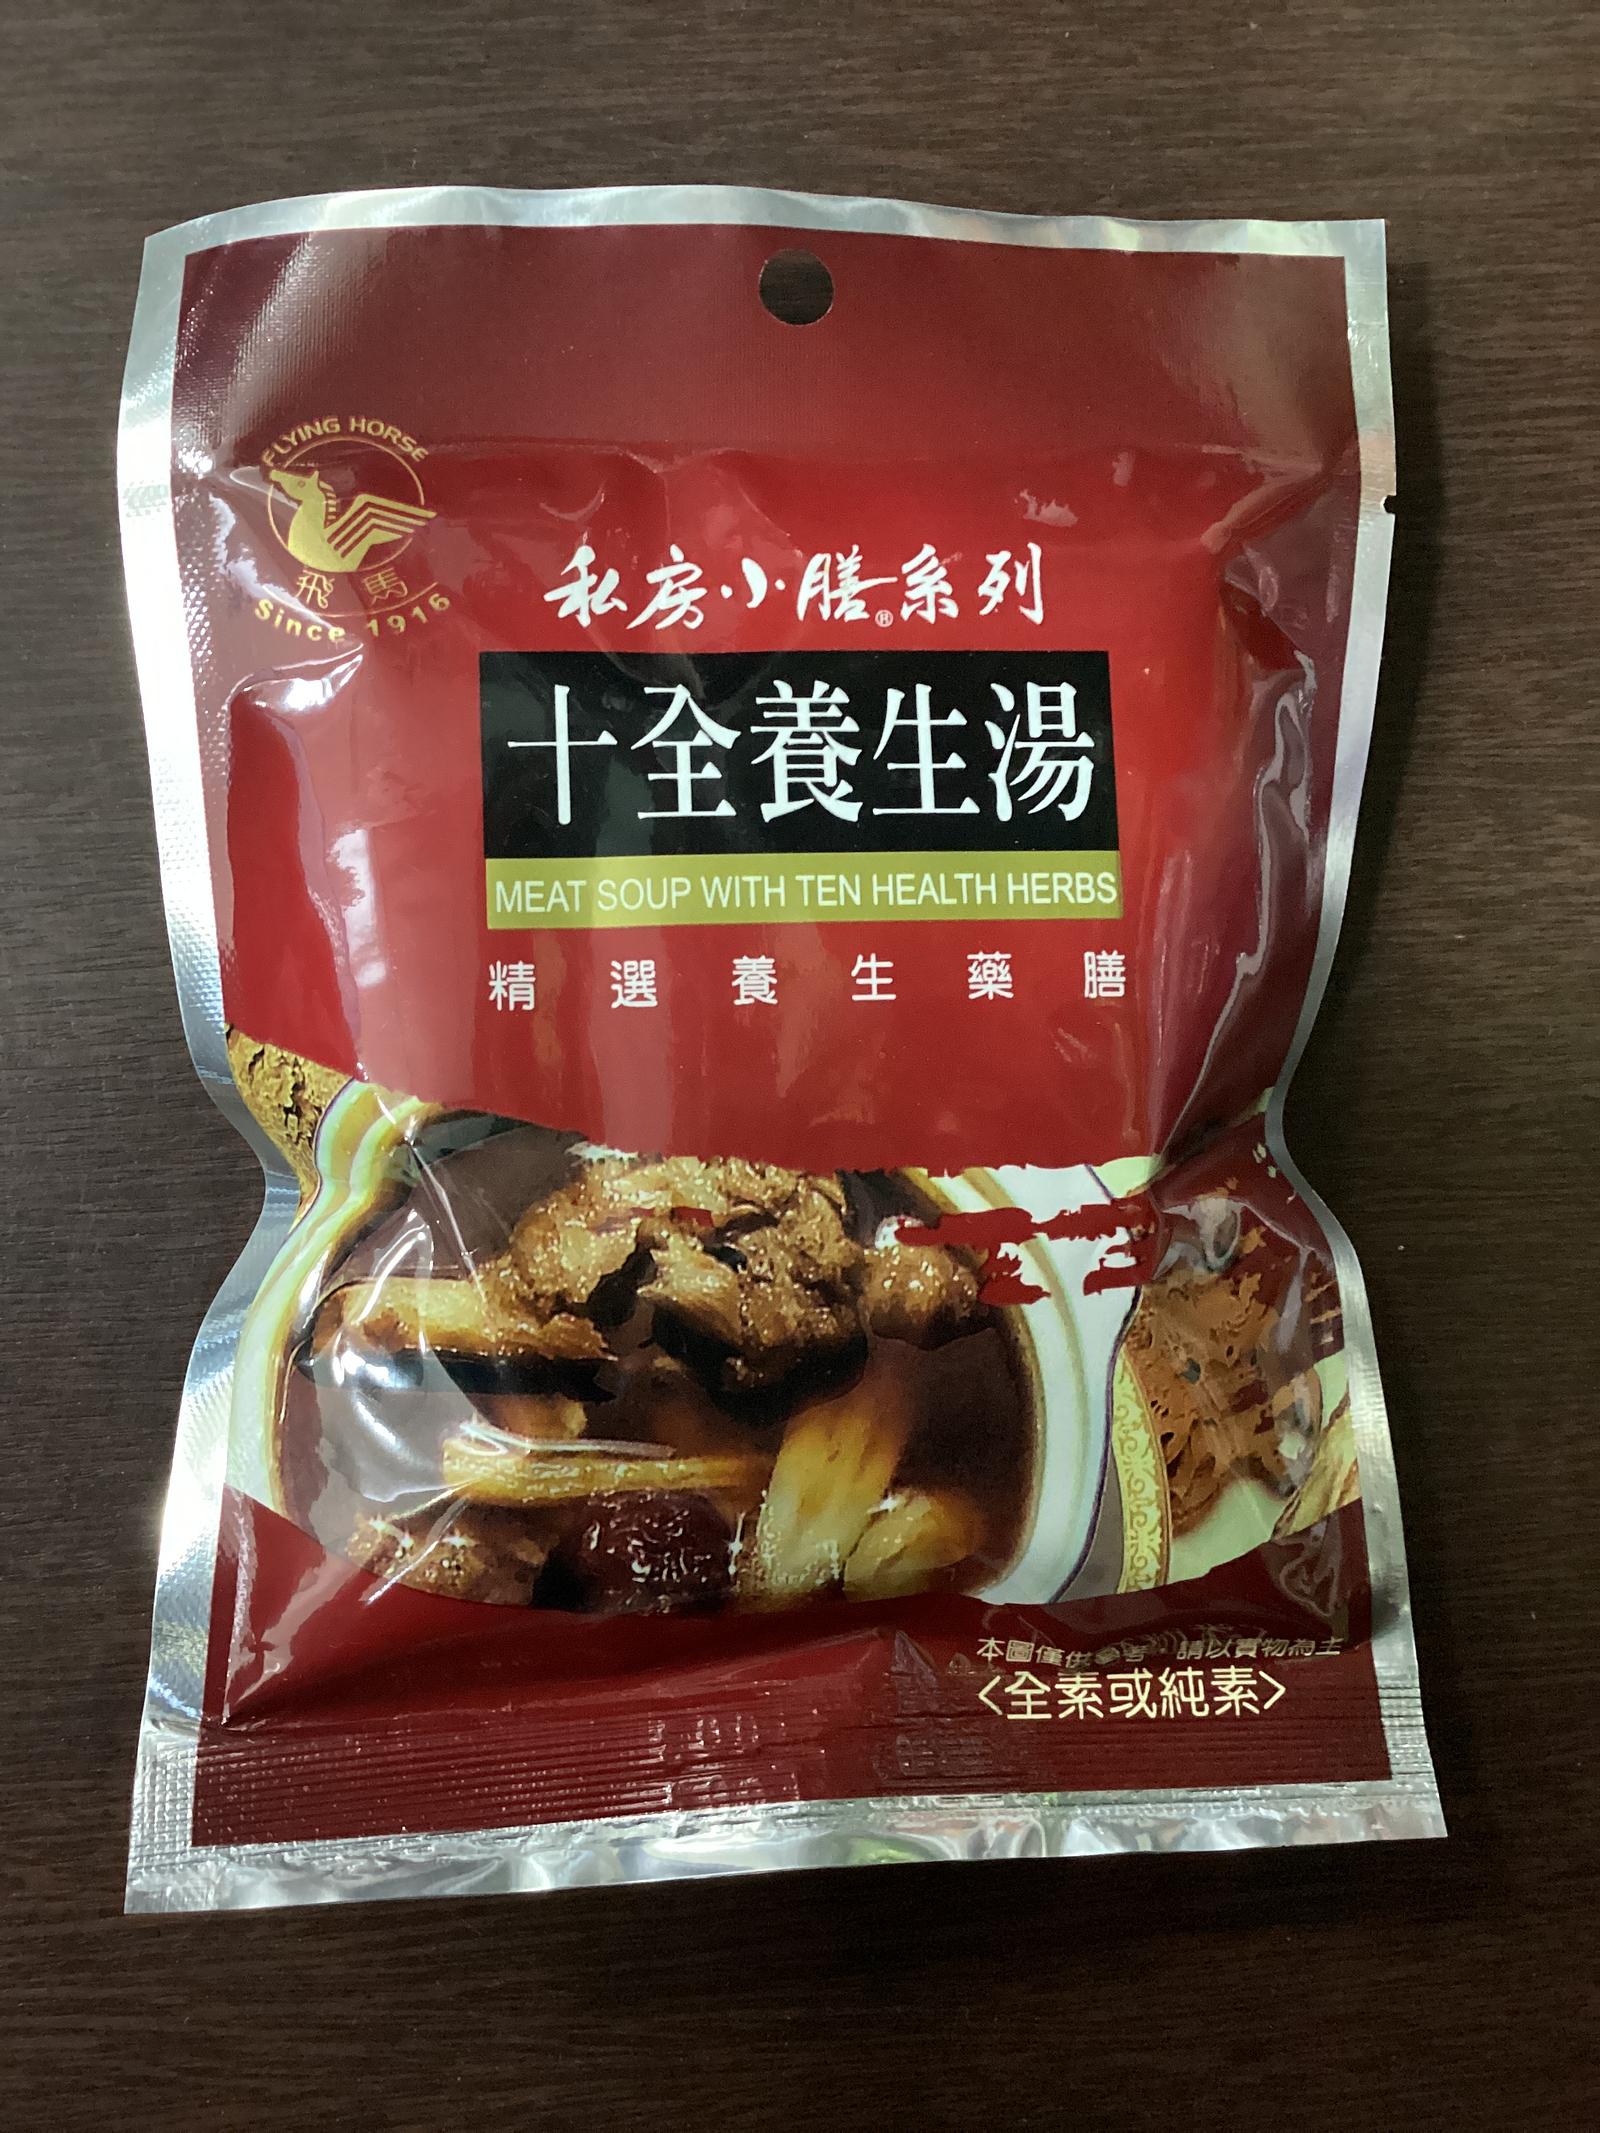 FLYING HORSE
飛馬
Since 1916
私房小膳®系列
十全養生湯
MEAT SOUP WITH TEN HEALTH HERBS
精選養生藥膳
本圖僅供參考 請以實物為主
<全素或純素>